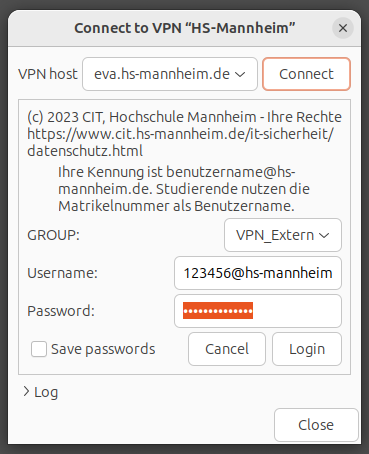 Connect to VPN “HS-Mannheim”
VPN host eva.hs-mannheim.de Connect
(c) 2023 CIT, Hochschule Mannheim - Ihre Rechte
https://www.cit.hs-mannheim.de/it-sicherheit/
datenschutz.html
Ihre Kennung ist benutzername@hs-
mannheim.de. Studierende nutzen die
Matrikelnummer als Benutzername.
GROUP: VPN_Extern
Username: 123456@hs-mannheim
Password: ••••••••••••••
Save passwords Cancel Login
Log
Close